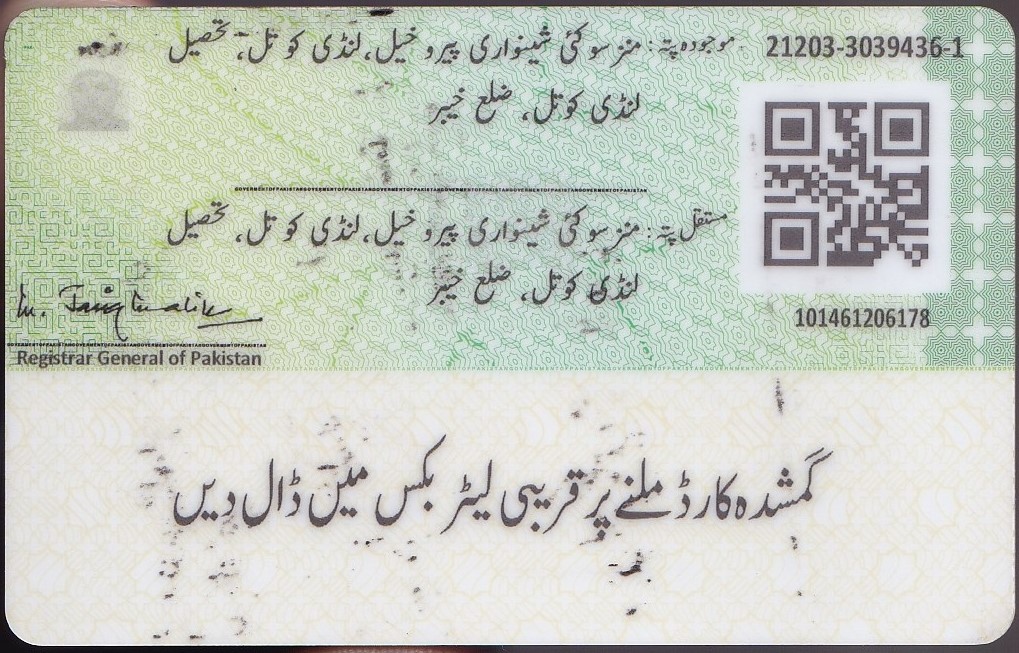 موجودہ پتہ: منز سوکئی شینواری پیرو خیل، لنڈی کوتل، تحصیل
لنڈی کوتل، ضلع خیبر
21203-3039436-1
GOVERMENTOFPAKISTANGOVERMENTOFPAKISTANGOVERMENTOFPAKISTANGOVERMENTOFPAKISTANGOVERMENTOFPAKISTAN
مستقل پتہ: منز سوکئی شینواری پیرو خیل، لنڈی کوتل، تحصیل
لنڈی کوتل، ضلع خیبر
101461206178
Registrar General of Pakistan
گمشدہ کارڈ ملنے پر قریبی لیٹر بکس میں ڈال دیں